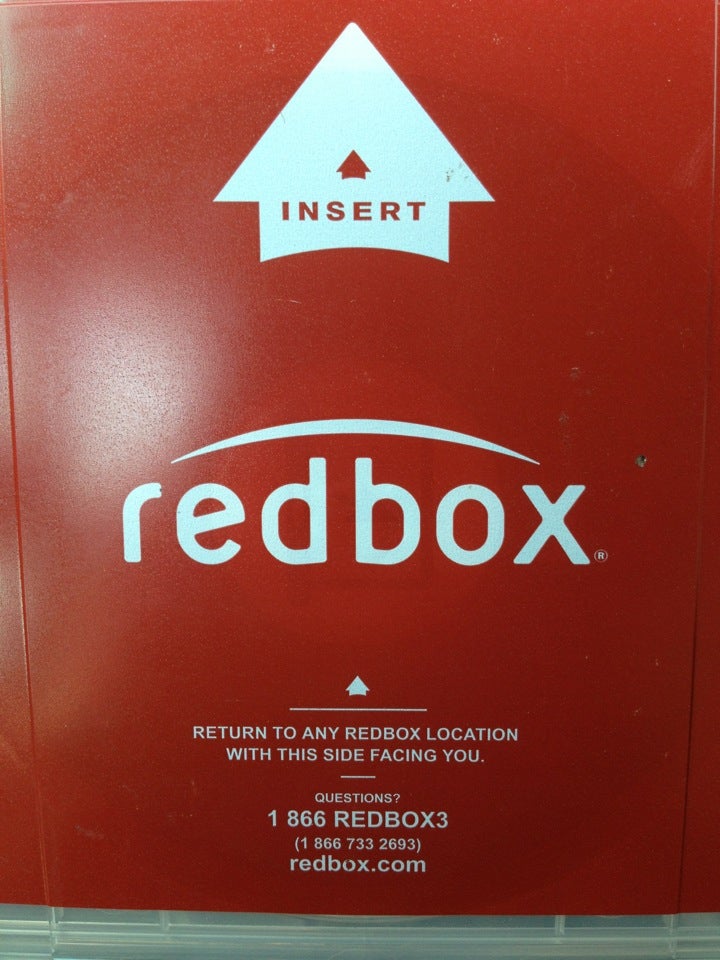 INSERT
redbox®
RETURN TO ANY REDBOX LOCATION
WITH THIS SIDE FACING YOU.
QUESTIONS?
1 866 REDBOX3
(1 866 733 2693)
redbox.com